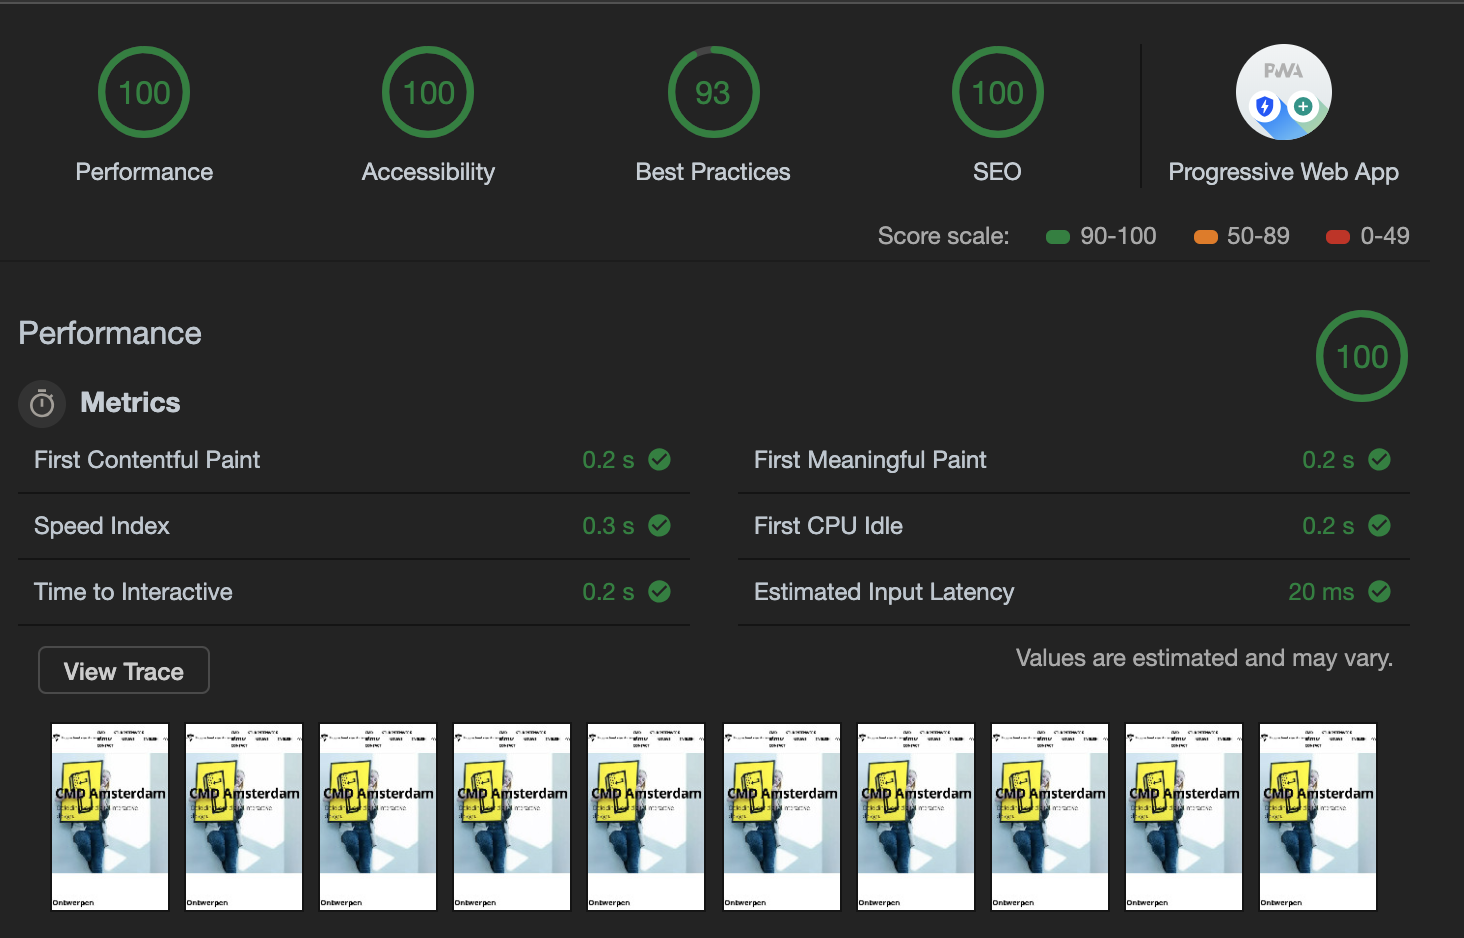 100
100
93
100
PWA
Performance
Accessibility
Best Practices
SEO
Progressive Web App
Score scale: 90-100 50-89 0-49
Performance
100
Metrics
First Contentful Paint 0.2 s
First Meaningful Paint 0.2 s
Speed Index 0.3 s
First CPU Idle 0.2 s
Time to Interactive 0.2 s
Estimated Input Latency 20 ms
View Trace
Values are estimated and may vary.
CMD Amsterdam
CMD Amsterdam
CMD Amsterdam
CMD Amsterdam
CMD Amsterdam
CMD Amsterdam
CMD Amsterdam
CMD Amsterdam
CMD Amsterdam
CMD Amsterdam
Ontwerpen
Ontwerpen
Ontwerpen
Ontwerpen
Ontwerpen
Ontwerpen
Ontwerpen
Ontwerpen
Ontwerpen
Ontwerpen